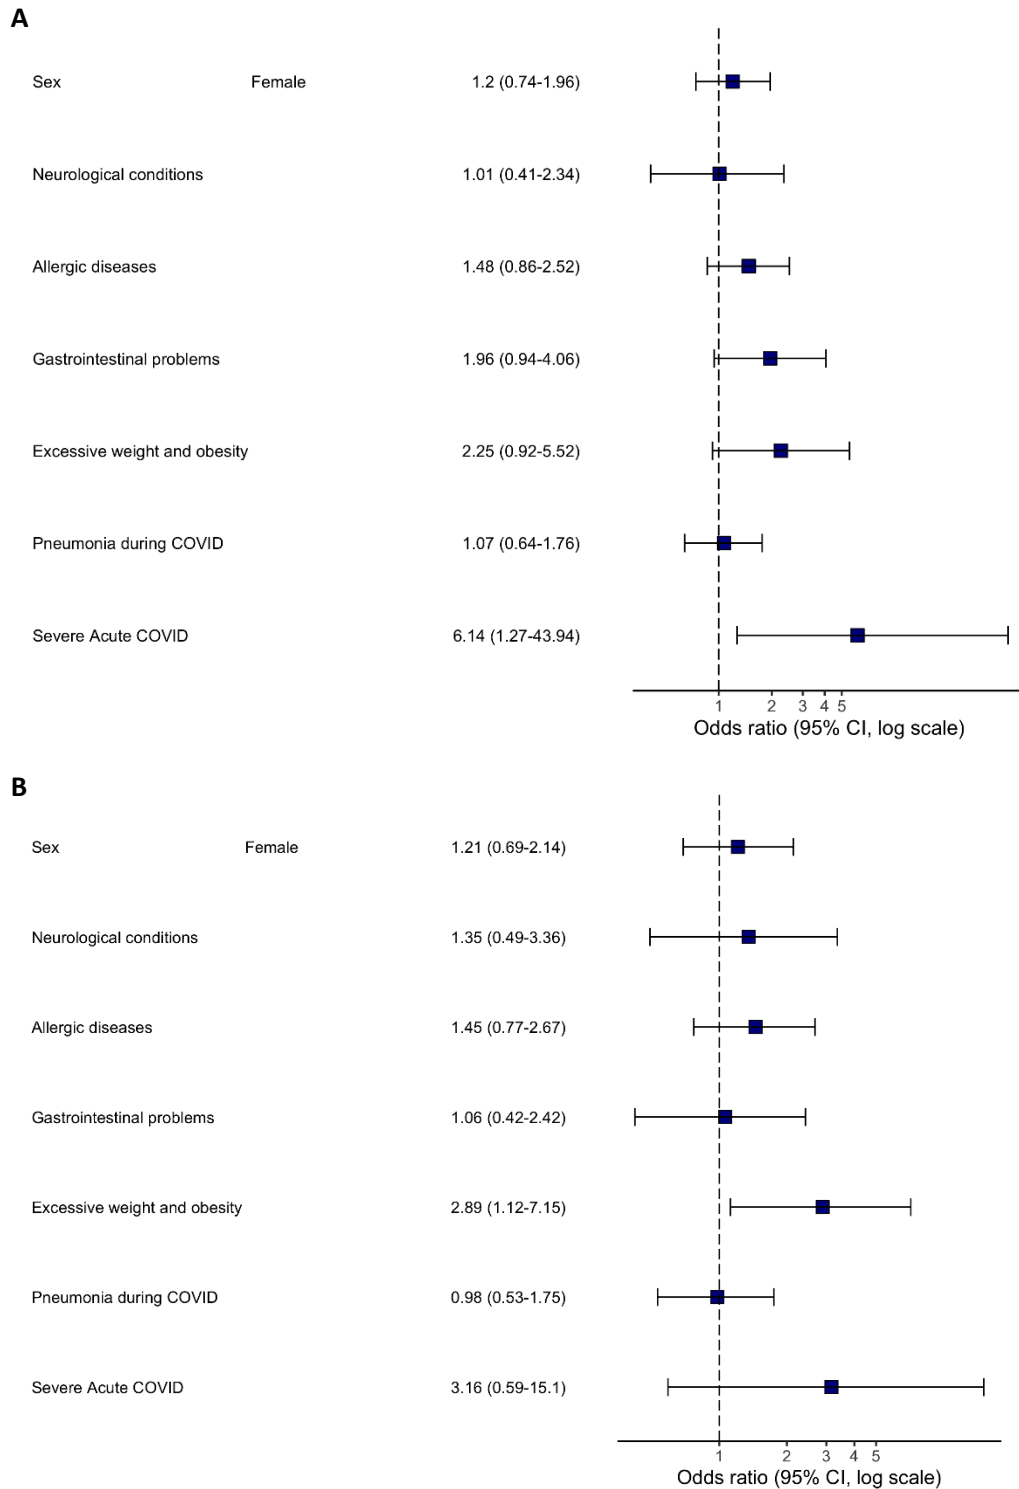 A
Sex Female 1.2 (0.74-1.96)
Neurological conditions 1.01 (0.41-2.34)
Allergic diseases 1.48 (0.86-2.52)
Gastrointestinal problems 1.96 (0.94-4.06)
Excessive weight and obesity 2.25 (0.92-5.52)
Pneumonia during COVID 1.07 (0.64-1.76)
Severe Acute COVID 6.14 (1.27-43.94)
1 2 3 4 5
Odds ratio (95% CI, log scale)
B
Sex Female 1.21 (0.69-2.14)
Neurological conditions 1.35 (0.49-3.36)
Allergic diseases 1.45 (0.77-2.67)
Gastrointestinal problems 1.06 (0.42-2.42)
Excessive weight and obesity 2.89 (1.12-7.15)
Pneumonia during COVID 0.98 (0.53-1.75)
Severe Acute COVID 3.16 (0.59-15.1)
1 2 3 4 5
Odds ratio (95% CI, log scale)